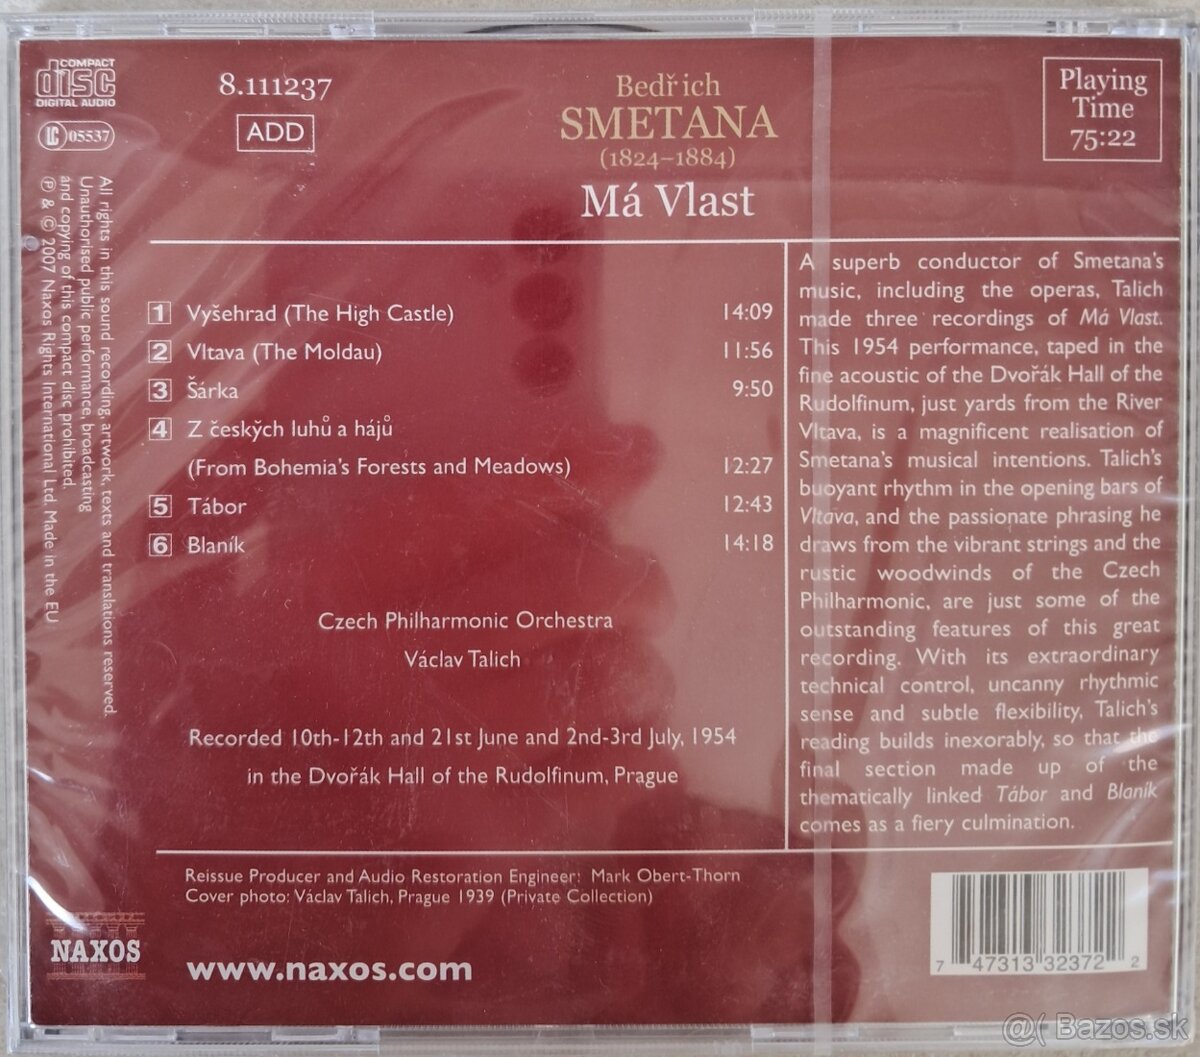 COMPACT
disc
DIGITAL AUDIO
LC 05537
8.111237
ADD
Bedřich
SMETANA
(1824–1884)
Má Vlast
Playing
Time
75:22
All rights in this sound recording, artwork, texts and translations reserved.
Unauthorised public performance, broadcasting
and copying of this compact disc prohibited.
℗ & © 2007 Naxos Rights International Ltd. Made in the EU
1 Vyšehrad (The High Castle) 14:09
2 Vltava (The Moldau) 11:56
3 Šárka 9:50
4 Z českých luhů a hájů
(From Bohemia's Forests and Meadows) 12:27
5 Tábor 12:43
6 Blaník 14:18
Czech Philharmonic Orchestra
Václav Talich
Recorded 10th-12th and 21st June and 2nd-3rd July, 1954
in the Dvořák Hall of the Rudolfinum, Prague
A superb conductor of Smetana's
music, including the operas, Talich
made three recordings of Má Vlast.
This 1954 performance, taped in the
fine acoustic of the Dvořák Hall of the
Rudolfinum, just yards from the River
Vltava, is a magnificent realisation of
Smetana's musical intentions. Talich's
buoyant rhythm in the opening bars of
Vltava, and the passionate phrasing he
draws from the vibrant strings and the
rustic woodwinds of the Czech
Philharmonic, are just some of the
outstanding features of this great
recording. With its extraordinary
technical control, uncanny rhythmic
sense and subtle flexibility, Talich's
reading builds inexorably, so that the
final section made up of the
thematically linked Tábor and Blaník
comes as a fiery culmination.
Reissue Producer and Audio Restoration Engineer: Mark Obert-Thorn
Cover photo: Václav Talich, Prague 1939 (Private Collection)
NAXOS
www.naxos.com
7 47313 32372 2
@( Bazos.sk